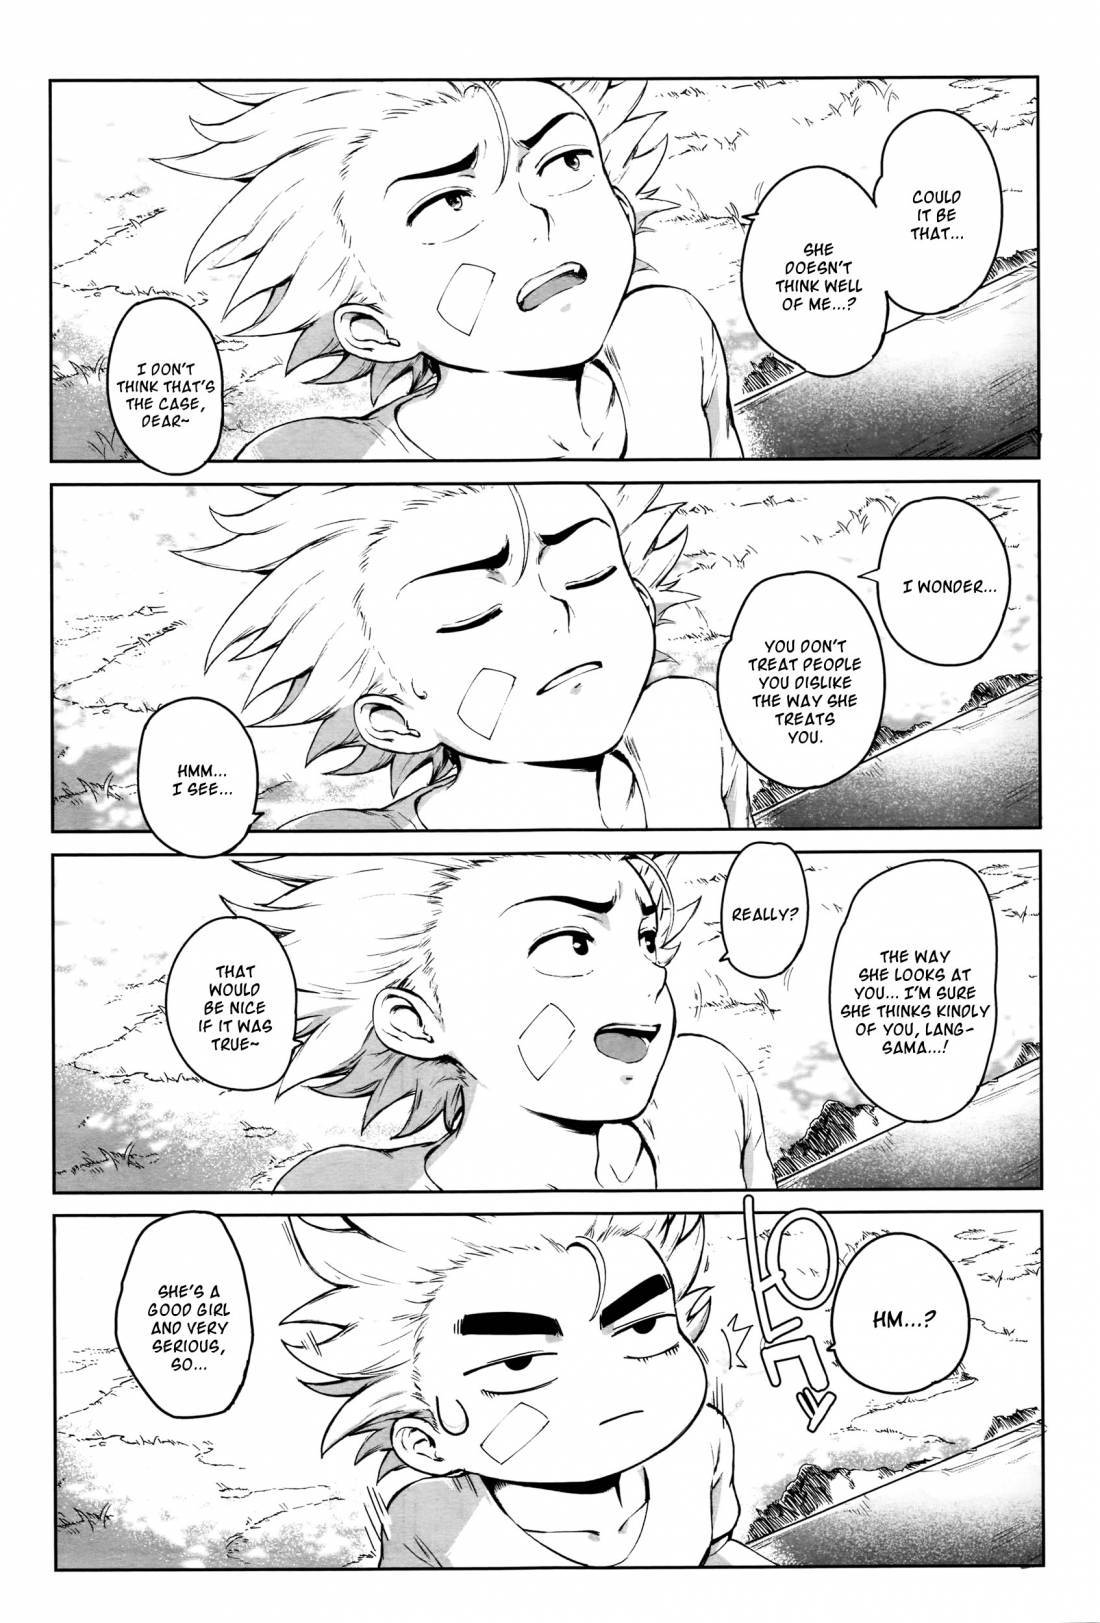 COULD
IT BE
THAT...
SHE
DOESN'T
THINK WELL
OF ME...?
I DON'T
THINK THAT'S
THE CASE,
DEAR~
I WONDER...
YOU DON'T
TREAT PEOPLE
YOU DISLIKE
THE WAY SHE
TREATS
YOU.
HMM...
I SEE...
THE WAY
SHE LOOKS AT
YOU... I'M SURE
SHE THINKS KINDLY
OF YOU, LANG-
SAMA...!
REALLY?
THAT
WOULD
BE NICE
IF IT WAS
TRUE~
HM...?
SHE'S A
GOOD GIRL
AND VERY
SERIOUS,
SO...